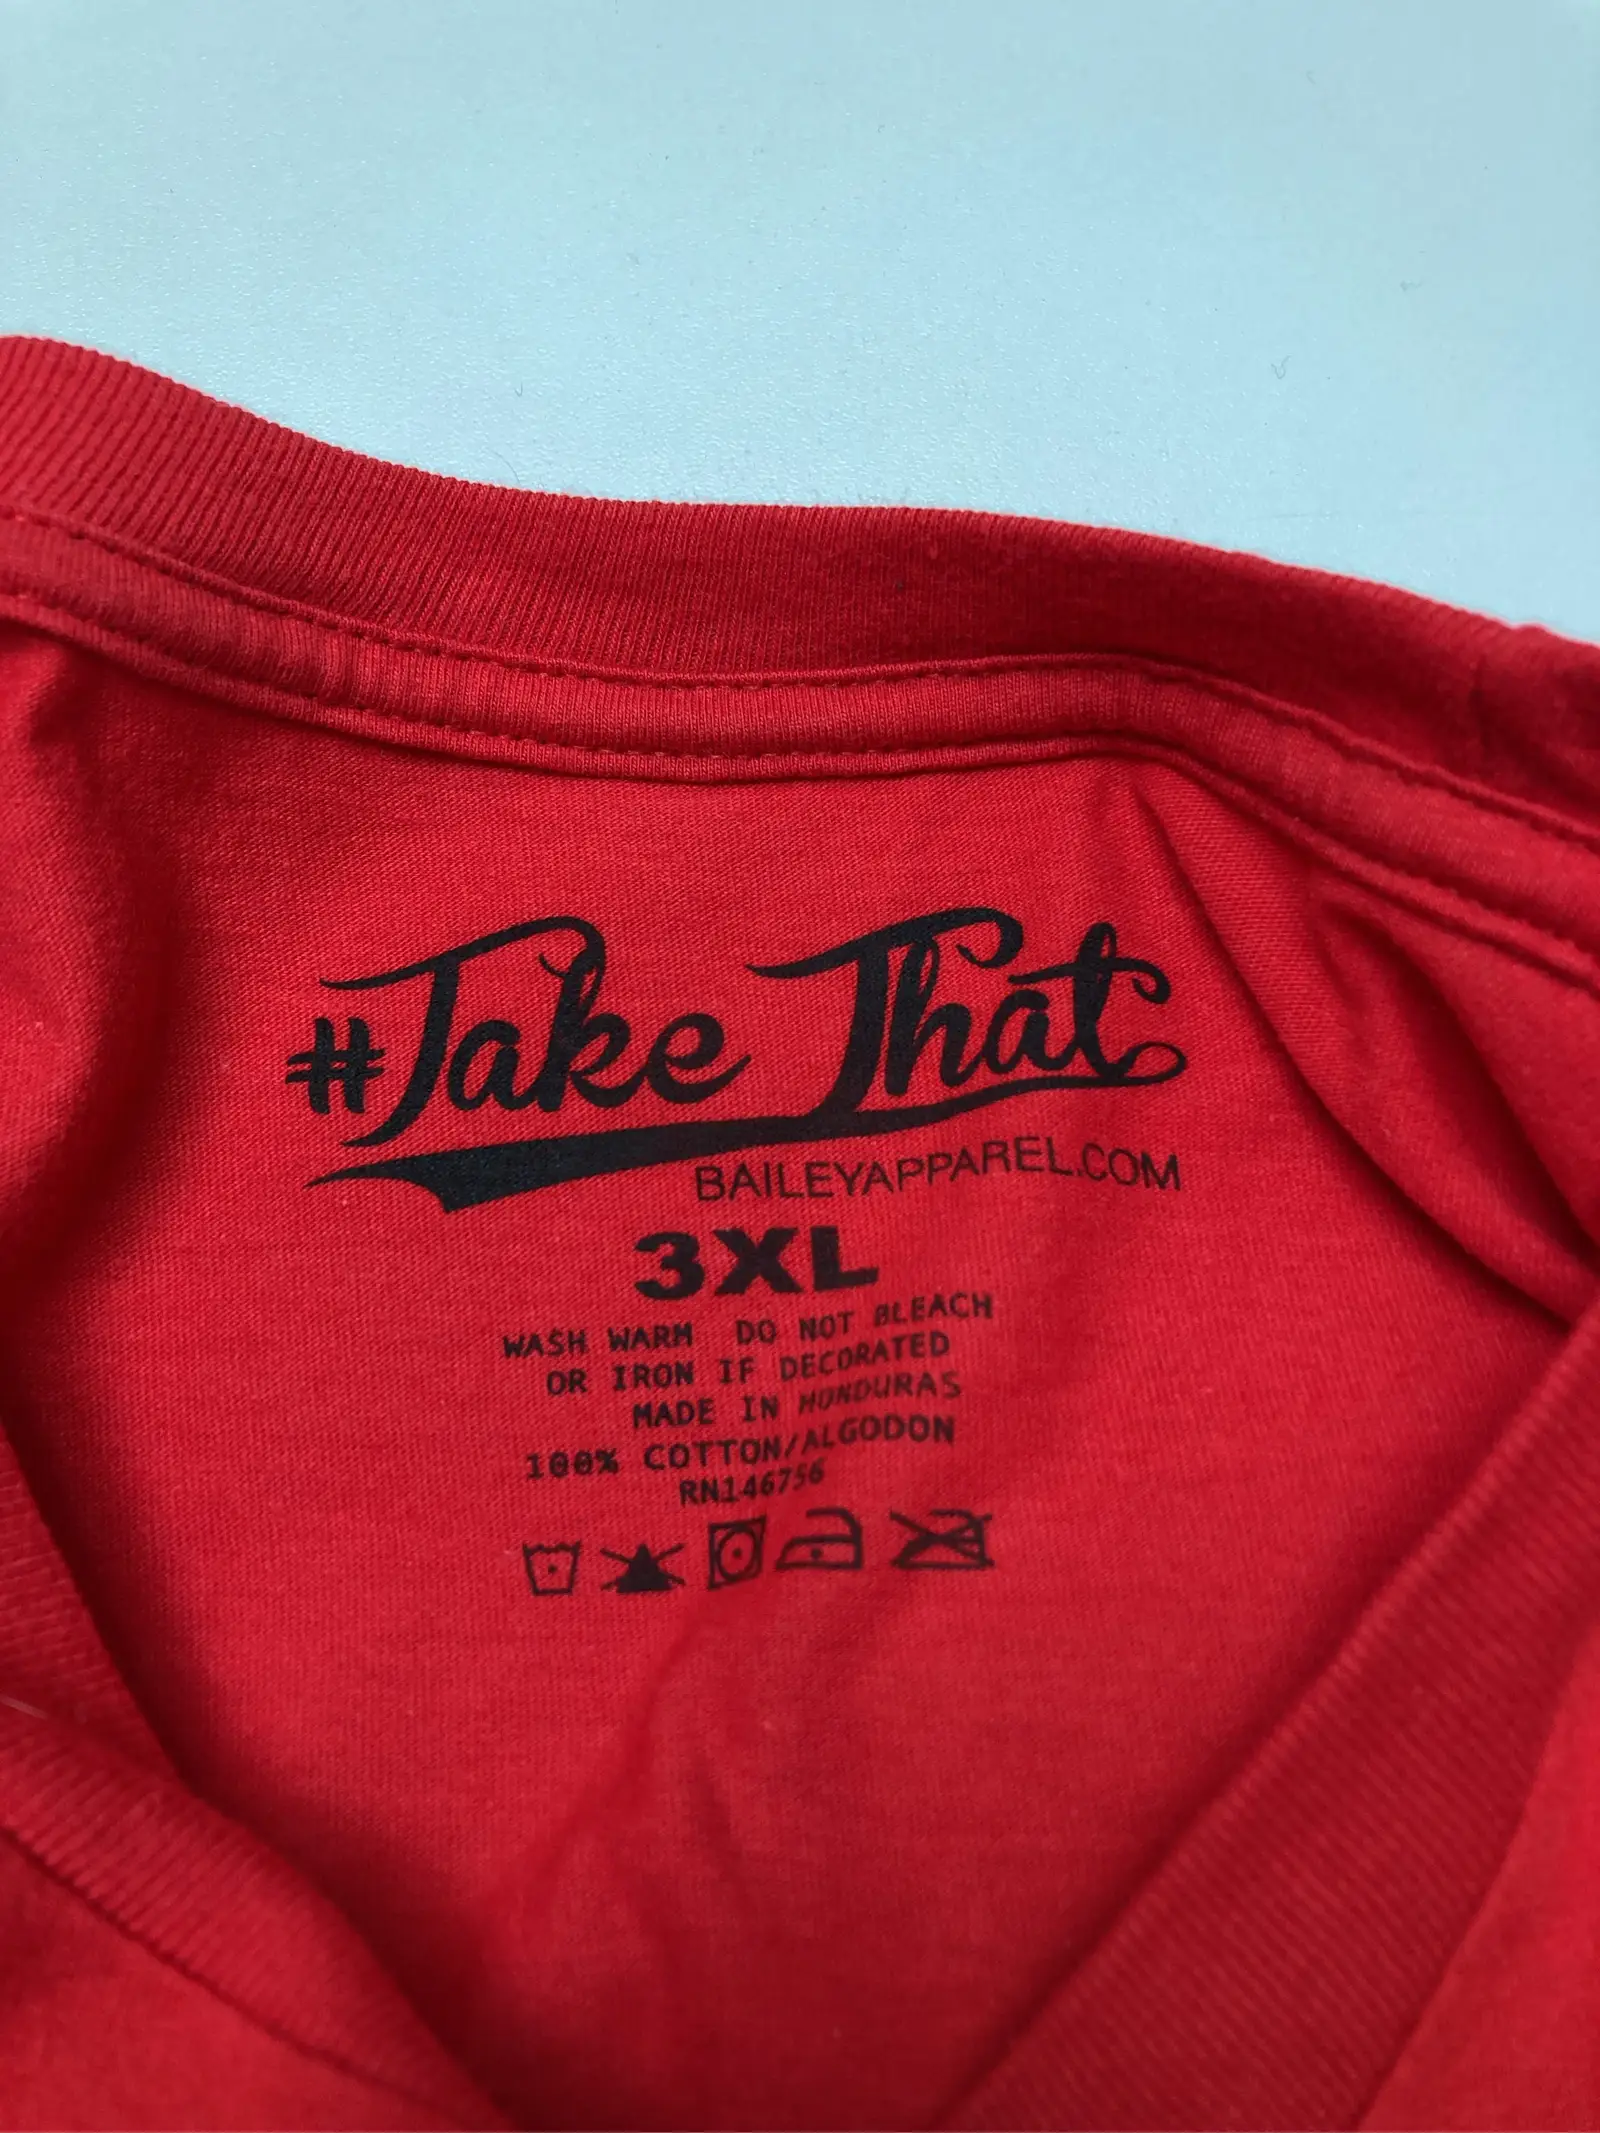 #Take That
BAILEYAPPAREL.COM
3XL
WASH WARM DO NOT BLEACH
OR IRON IF DECORATED
MADE IN HONDURAS
100% COTTON/ALGODON
RN146756